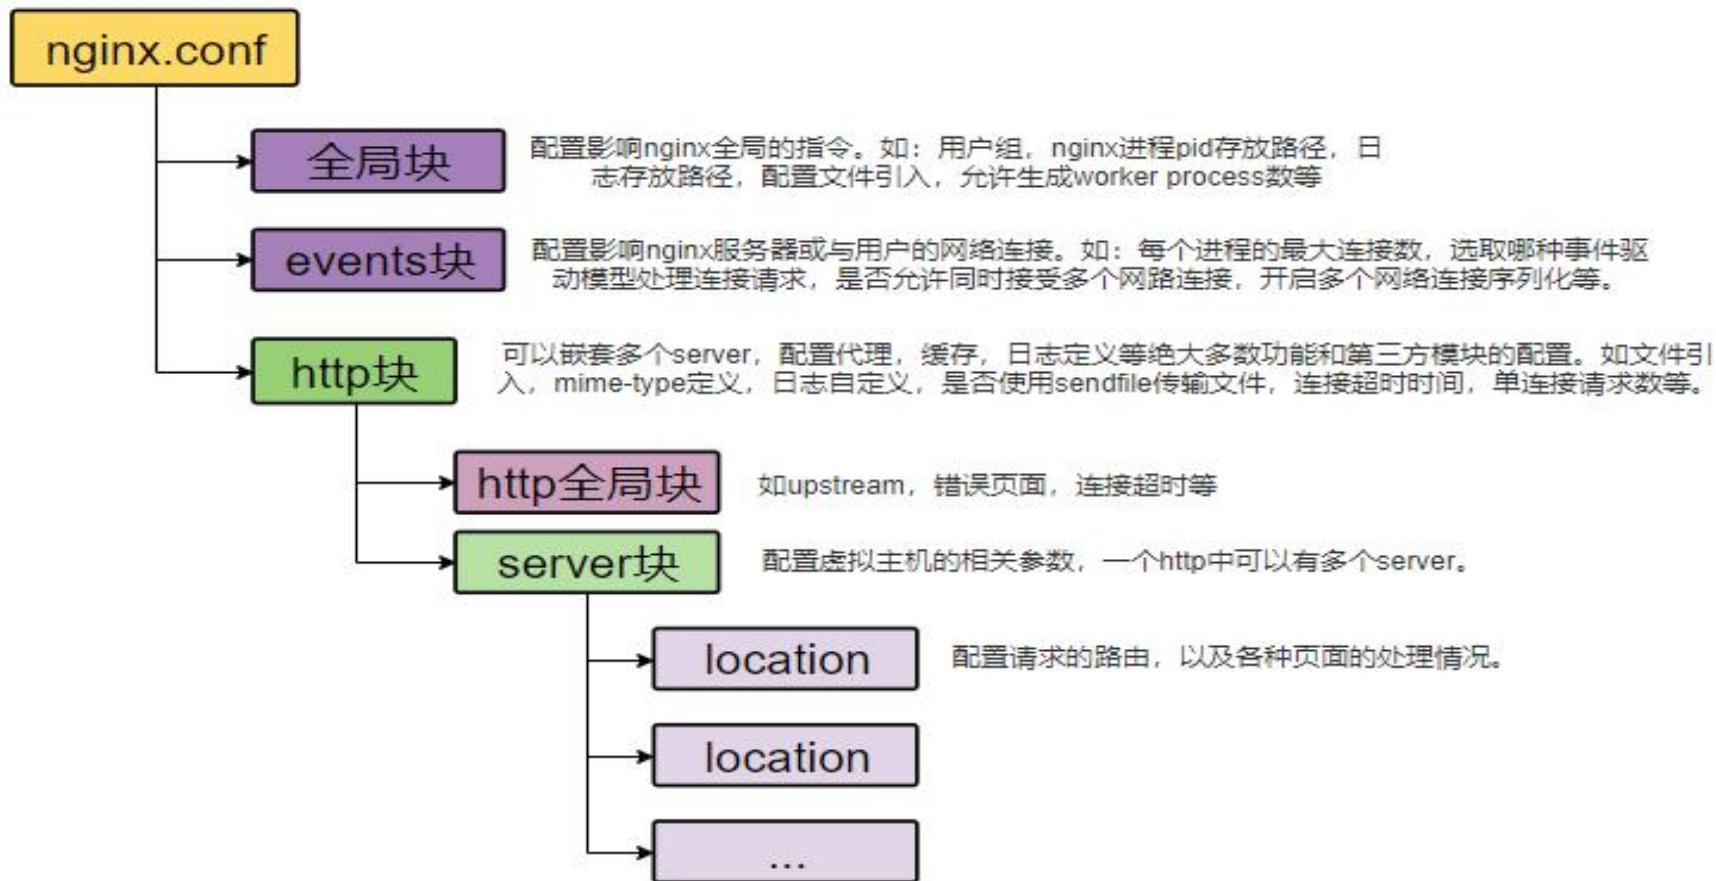 nginx.conf
全局块
配置影响nginx全局的指令。如：用户组，nginx进程pid存放路径，日
志存放路径，配置文件引入，允许生成worker process数等
events块
配置影响nginx服务器或与用户的网络连接。如：每个进程的最大连接数，选取哪种事件驱
动模型处理连接请求，是否允许同时接受多个网路连接，开启多个网络连接序列化等。
http块
可以嵌套多个server，配置代理，缓存，日志定义等绝大多数功能和第三方模块的配置。如文件引
入，mime-type定义，日志自定义，是否使用sendfile传输文件，连接超时时间，单连接请求数等。
http全局块
如upstream，错误页面，连接超时等
server块
配置虚拟主机的相关参数，一个http中可以有多个server。
location
配置请求的路由，以及各种页面的处理情况。
location
...